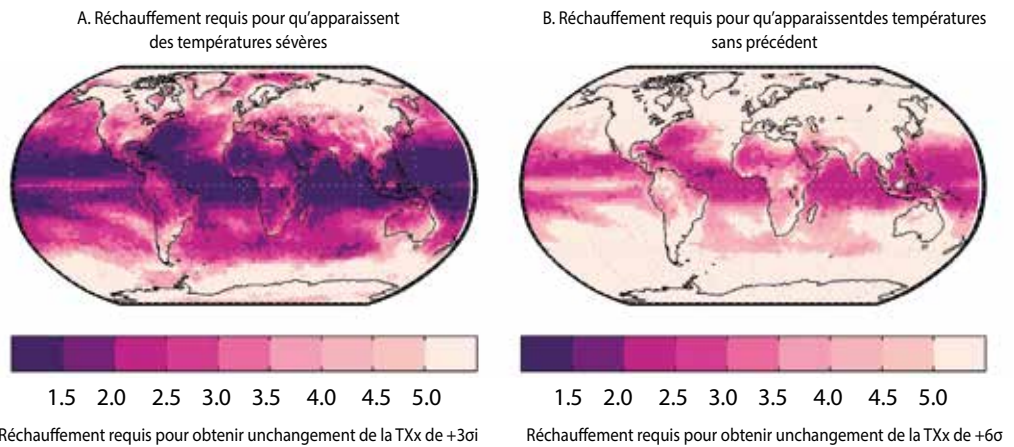 A. Réchauffement requis pour qu’apparaissent
des températures sévères
B. Réchauffement requis pour qu’apparaissentdes températures
sans précédent
1.5 2.0 2.5 3.0 3.5 4.0 4.5 5.0
1.5 2.0 2.5 3.0 3.5 4.0 4.5 5.0
Réchauffement requis pour obtenir unchangement de la TXx de +3σi
Réchauffement requis pour obtenir unchangement de la TXx de +6σ